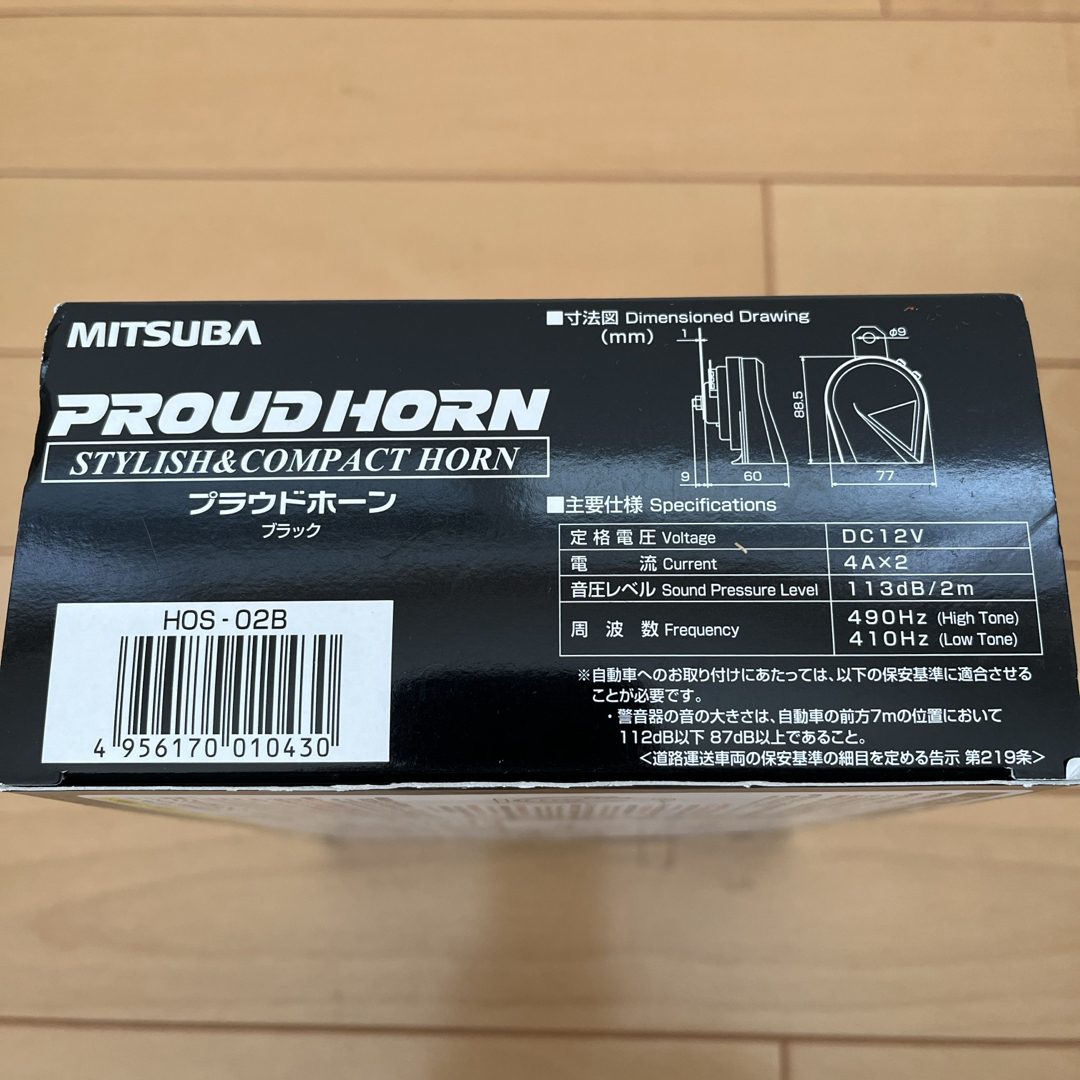 MITSUBA
PROUDHORN
STYLISH&COMPACT HORN
プラウドホーン
ブラック
HOS-02B
4 956170 010430
■寸法図 Dimensioned Drawing
(mm)
1
φ9
88.5
9
60
77
■主要仕様 Specifications
定格電圧 Voltage DC12V
電流 Current 4A×2
音圧レベル Sound Pressure Level 113dB/2m
周波数 Frequency 490Hz (High Tone)
410Hz (Low Tone)
※自動車へのお取り付けにあたっては、以下の保安基準に適合させる
ことが必要です。
・警音器の音の大きさは、自動車の前方7mの位置において
112dB以下 87dB以上であること。
<道路運送車両の保安基準の細目を定める告示 第219条>